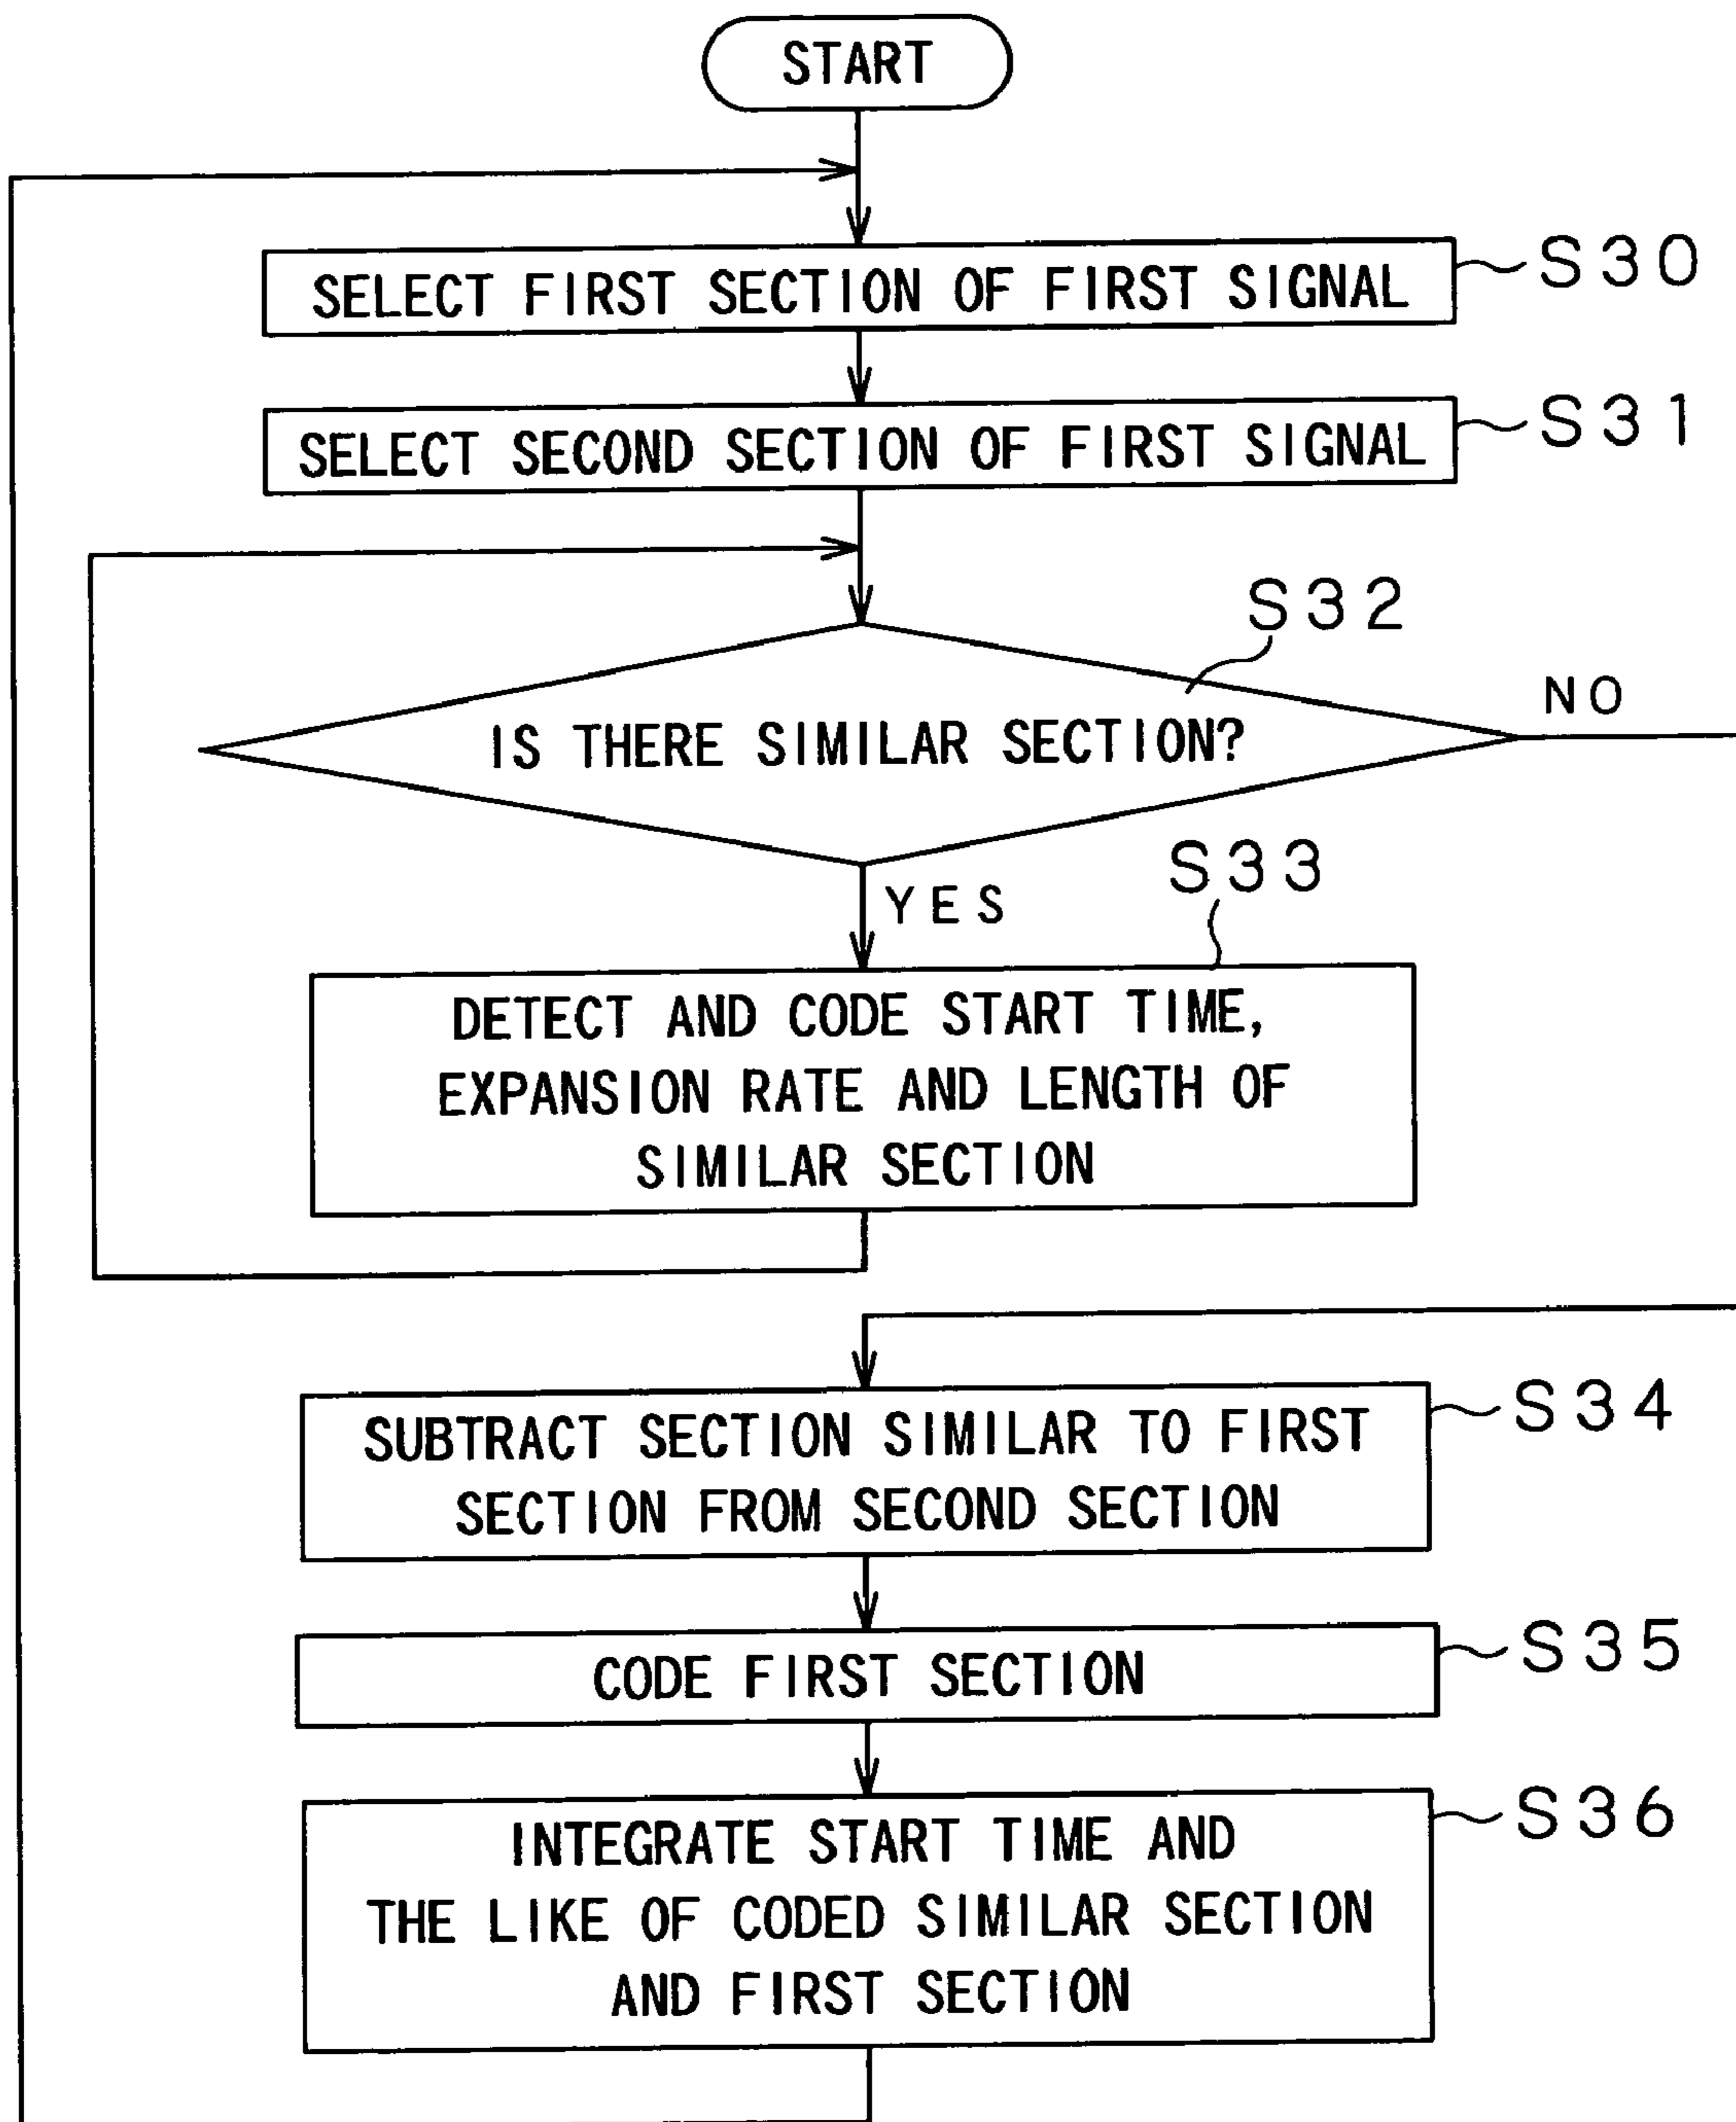 START
SELECT FIRST SECTION OF FIRST SIGNAL
S30
SELECT SECOND SECTION OF FIRST SIGNAL
S31
S32
NO
IS THERE SIMILAR SECTION?
YES
S33
DETECT AND CODE START TIME,
EXPANSION RATE AND LENGTH OF
SIMILAR SECTION
S34
SUBTRACT SECTION SIMILAR TO FIRST
SECTION FROM SECOND SECTION
S35
CODE FIRST SECTION
S36
INTEGRATE START TIME AND
THE LIKE OF CODED SIMILAR SECTION
AND FIRST SECTION